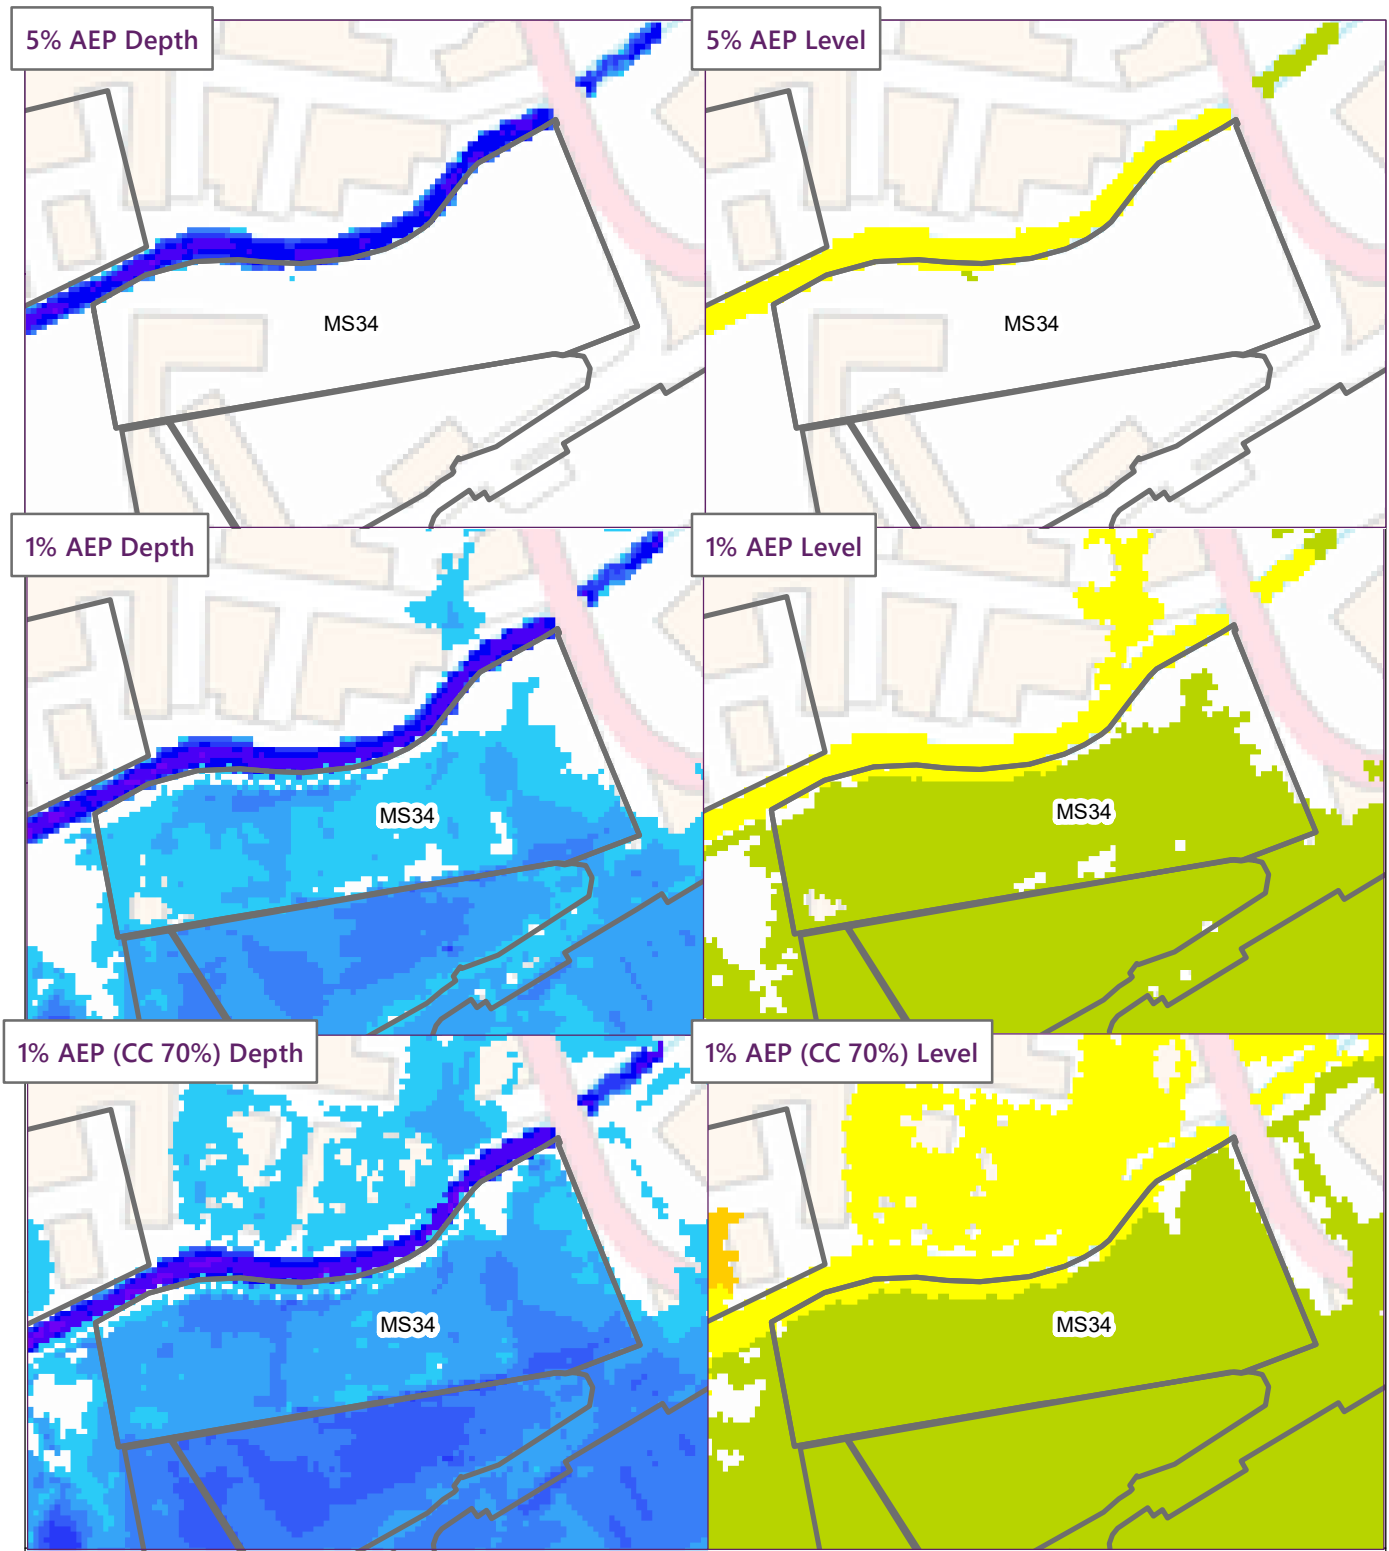 5% AEP Depth
5% AEP Level
MS34
MS34
1% AEP Depth
1% AEP Level
MS34
MS34
1% AEP (CC 70%) Depth
1% AEP (CC 70%) Level
MS34
MS34